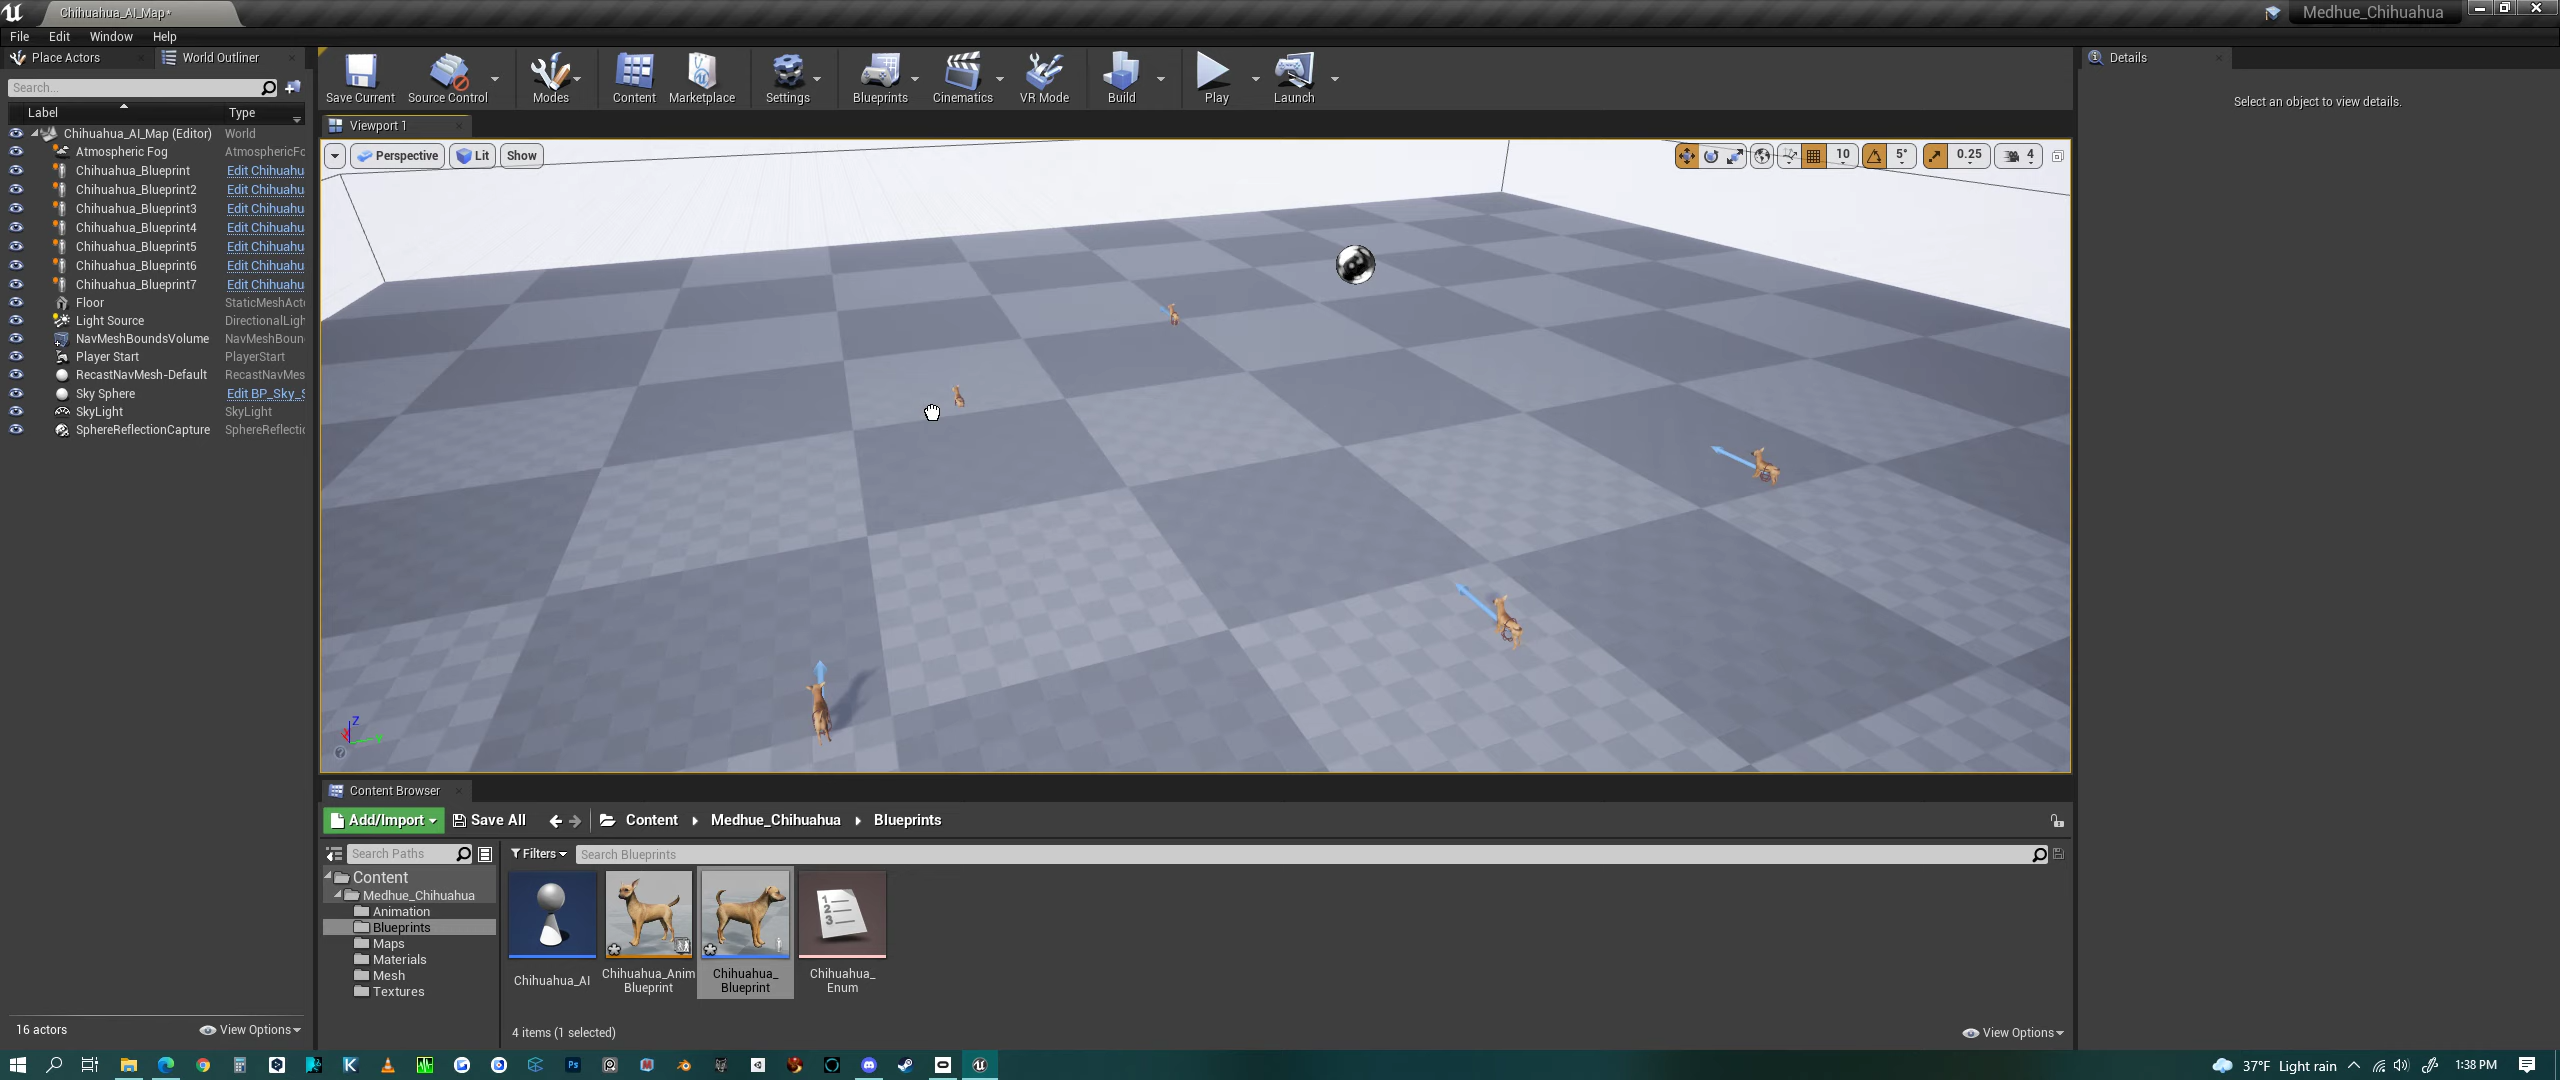 Chihuahua_AI_Map*
Medhue_Chihuahua
File Edit Window Help
Place Actors
World Outliner
Search...
Label Type
Chihuahua_AI_Map (Editor) World
Atmospheric Fog AtmosphericFo
Chihuahua_Blueprint Edit Chihuahu
Chihuahua_Blueprint2 Edit Chihuahu
Chihuahua_Blueprint3 Edit Chihuahu
Chihuahua_Blueprint4 Edit Chihuahu
Chihuahua_Blueprint5 Edit Chihuahu
Chihuahua_Blueprint6 Edit Chihuahu
Chihuahua_Blueprint7 Edit Chihuahu
Floor StaticMeshActo
Light Source DirectionalLigh
NavMeshBoundsVolume NavMeshBoun
Player Start PlayerStart
RecastNavMesh-Default RecastNavMes
Sky Sphere Edit BP_Sky_S
SkyLight SkyLight
SphereReflectionCapture SphereReflectio
16 actors View Options
Save Current Source Control Modes Content Marketplace Settings Blueprints Cinematics VR Mode Build Play Launch
Viewport 1
Perspective Lit Show
10 5° 0.25 4
Z
Content Browser
Add/Import Save All Content Medhue_Chihuahua Blueprints
Search Paths
Filters Search Blueprints
Content
Medhue_Chihuahua
Animation
Blueprints
Maps
Materials
Mesh
Textures
Chihuahua_AI
Chihuahua_Anim
Blueprint
Chihuahua_
Blueprint
Chihuahua_
Enum
4 items (1 selected) View Options
Details
Select an object to view details.
37°F Light rain 1:38 PM